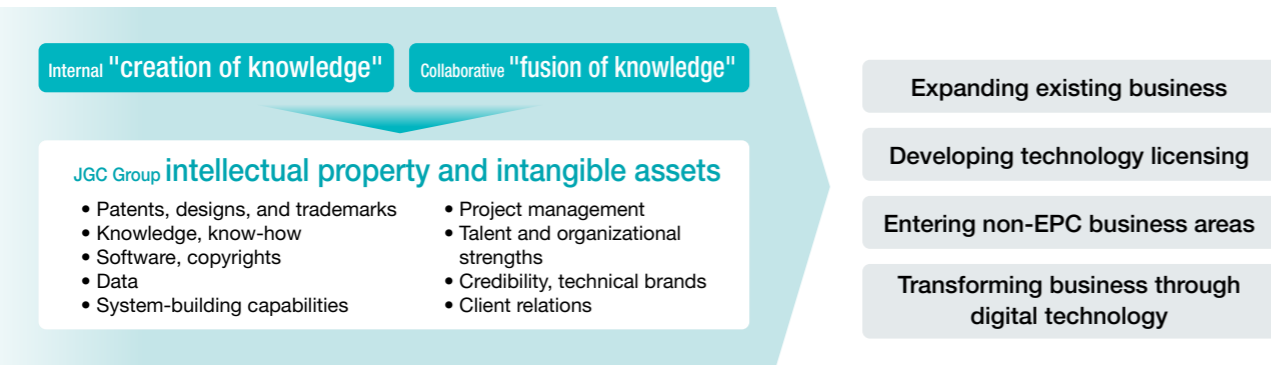 Internal "creation of knowledge"
Collaborative "fusion of knowledge"
JGC Group intellectual property and intangible assets
• Patents, designs, and trademarks
• Knowledge, know-how
• Software, copyrights
• Data
• System-building capabilities
• Project management
• Talent and organizational
strengths
• Credibility, technical brands
• Client relations
Expanding existing business
Developing technology licensing
Entering non-EPC business areas
Transforming business through
digital technology